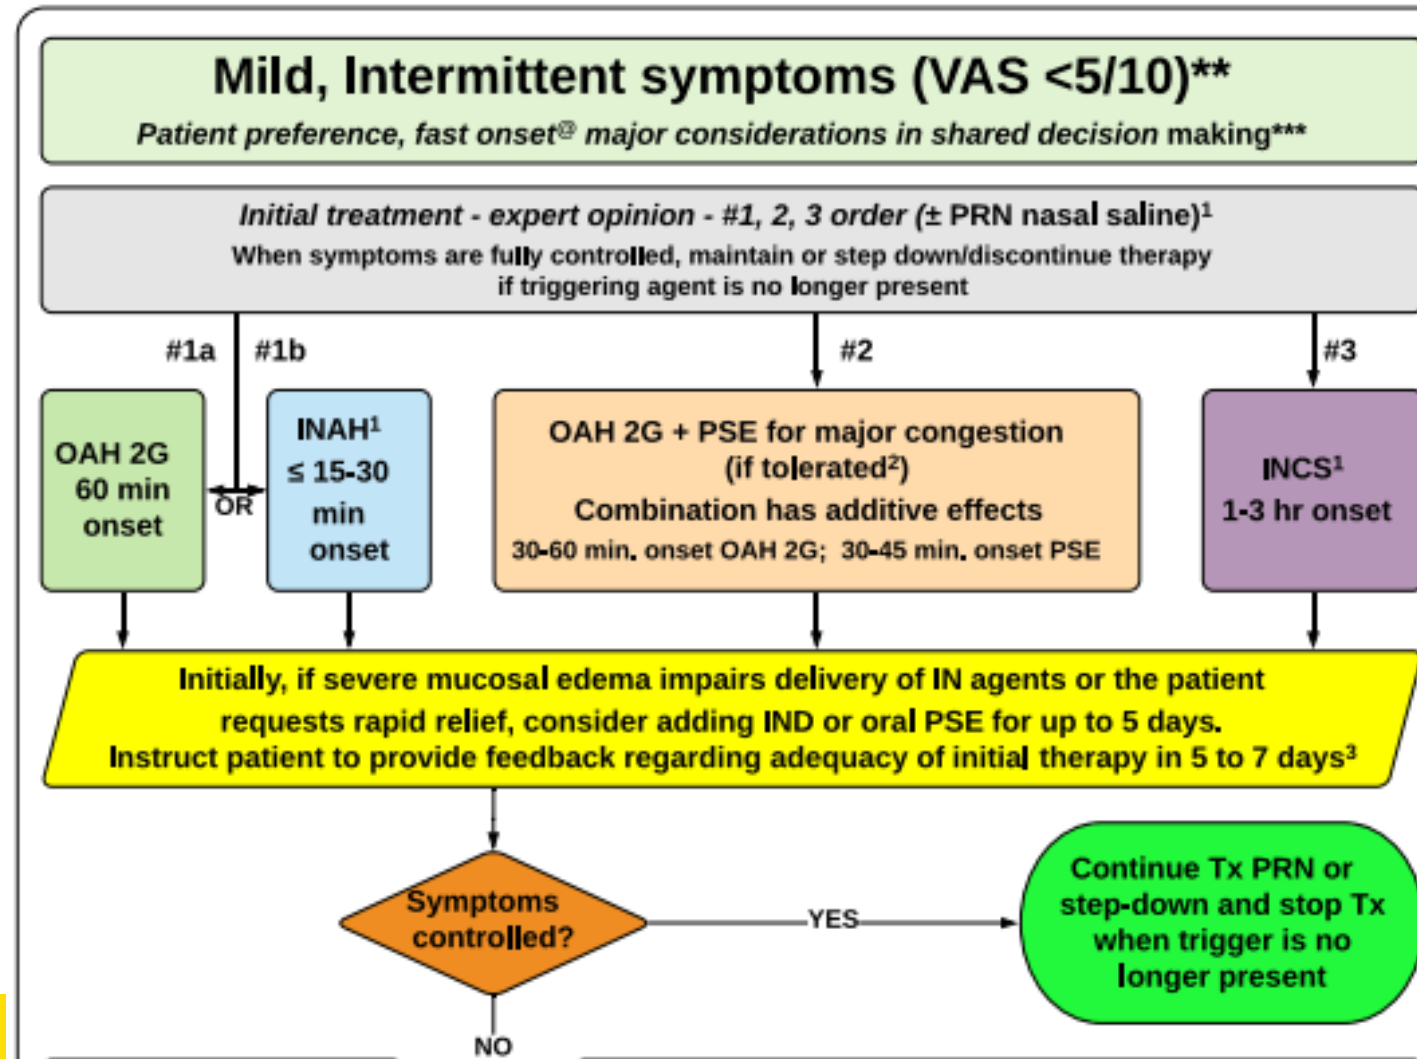 Mild, Intermittent symptoms (VAS <5/10)**
Patient preference, fast onset@ major considerations in shared decision making***
Initial treatment - expert opinion - #1, 2, 3 order (± PRN nasal saline)¹
When symptoms are fully controlled, maintain or step down/discontinue therapy
if triggering agent is no longer present
#1a
#1b
#2
#3
OAH 2G
60 min
onset
OR
INAH¹
≤ 15-30
min
onset
OAH 2G + PSE for major congestion
(if tolerated²)
Combination has additive effects
30-60 min. onset OAH 2G; 30-45 min. onset PSE
INCS¹
1-3 hr onset
Initially, if severe mucosal edema impairs delivery of IN agents or the patient
requests rapid relief, consider adding IND or oral PSE for up to 5 days.
Instruct patient to provide feedback regarding adequacy of initial therapy in 5 to 7 days³
Symptoms
controlled?
YES
Continue Tx PRN or
step-down and stop Tx
when trigger is no
longer present
NO